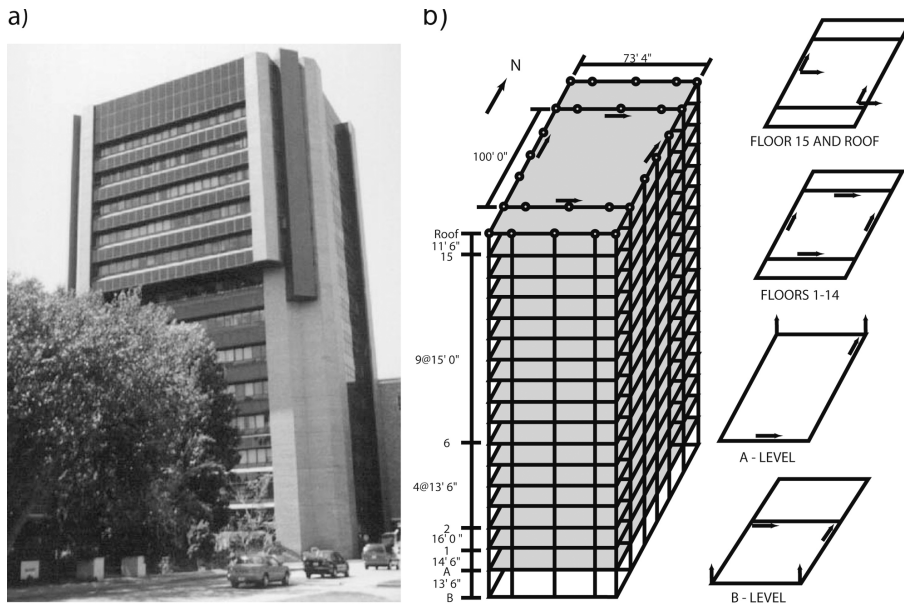 a)
b)
N
73' 4"
100' 0"
Roof
11' 6"
15
9@15' 0"
6
4@13' 6"
2
16' 0"
1
14' 6"
A
13' 6"
B
FLOOR 15 AND ROOF
FLOORS 1-14
A - LEVEL
B - LEVEL